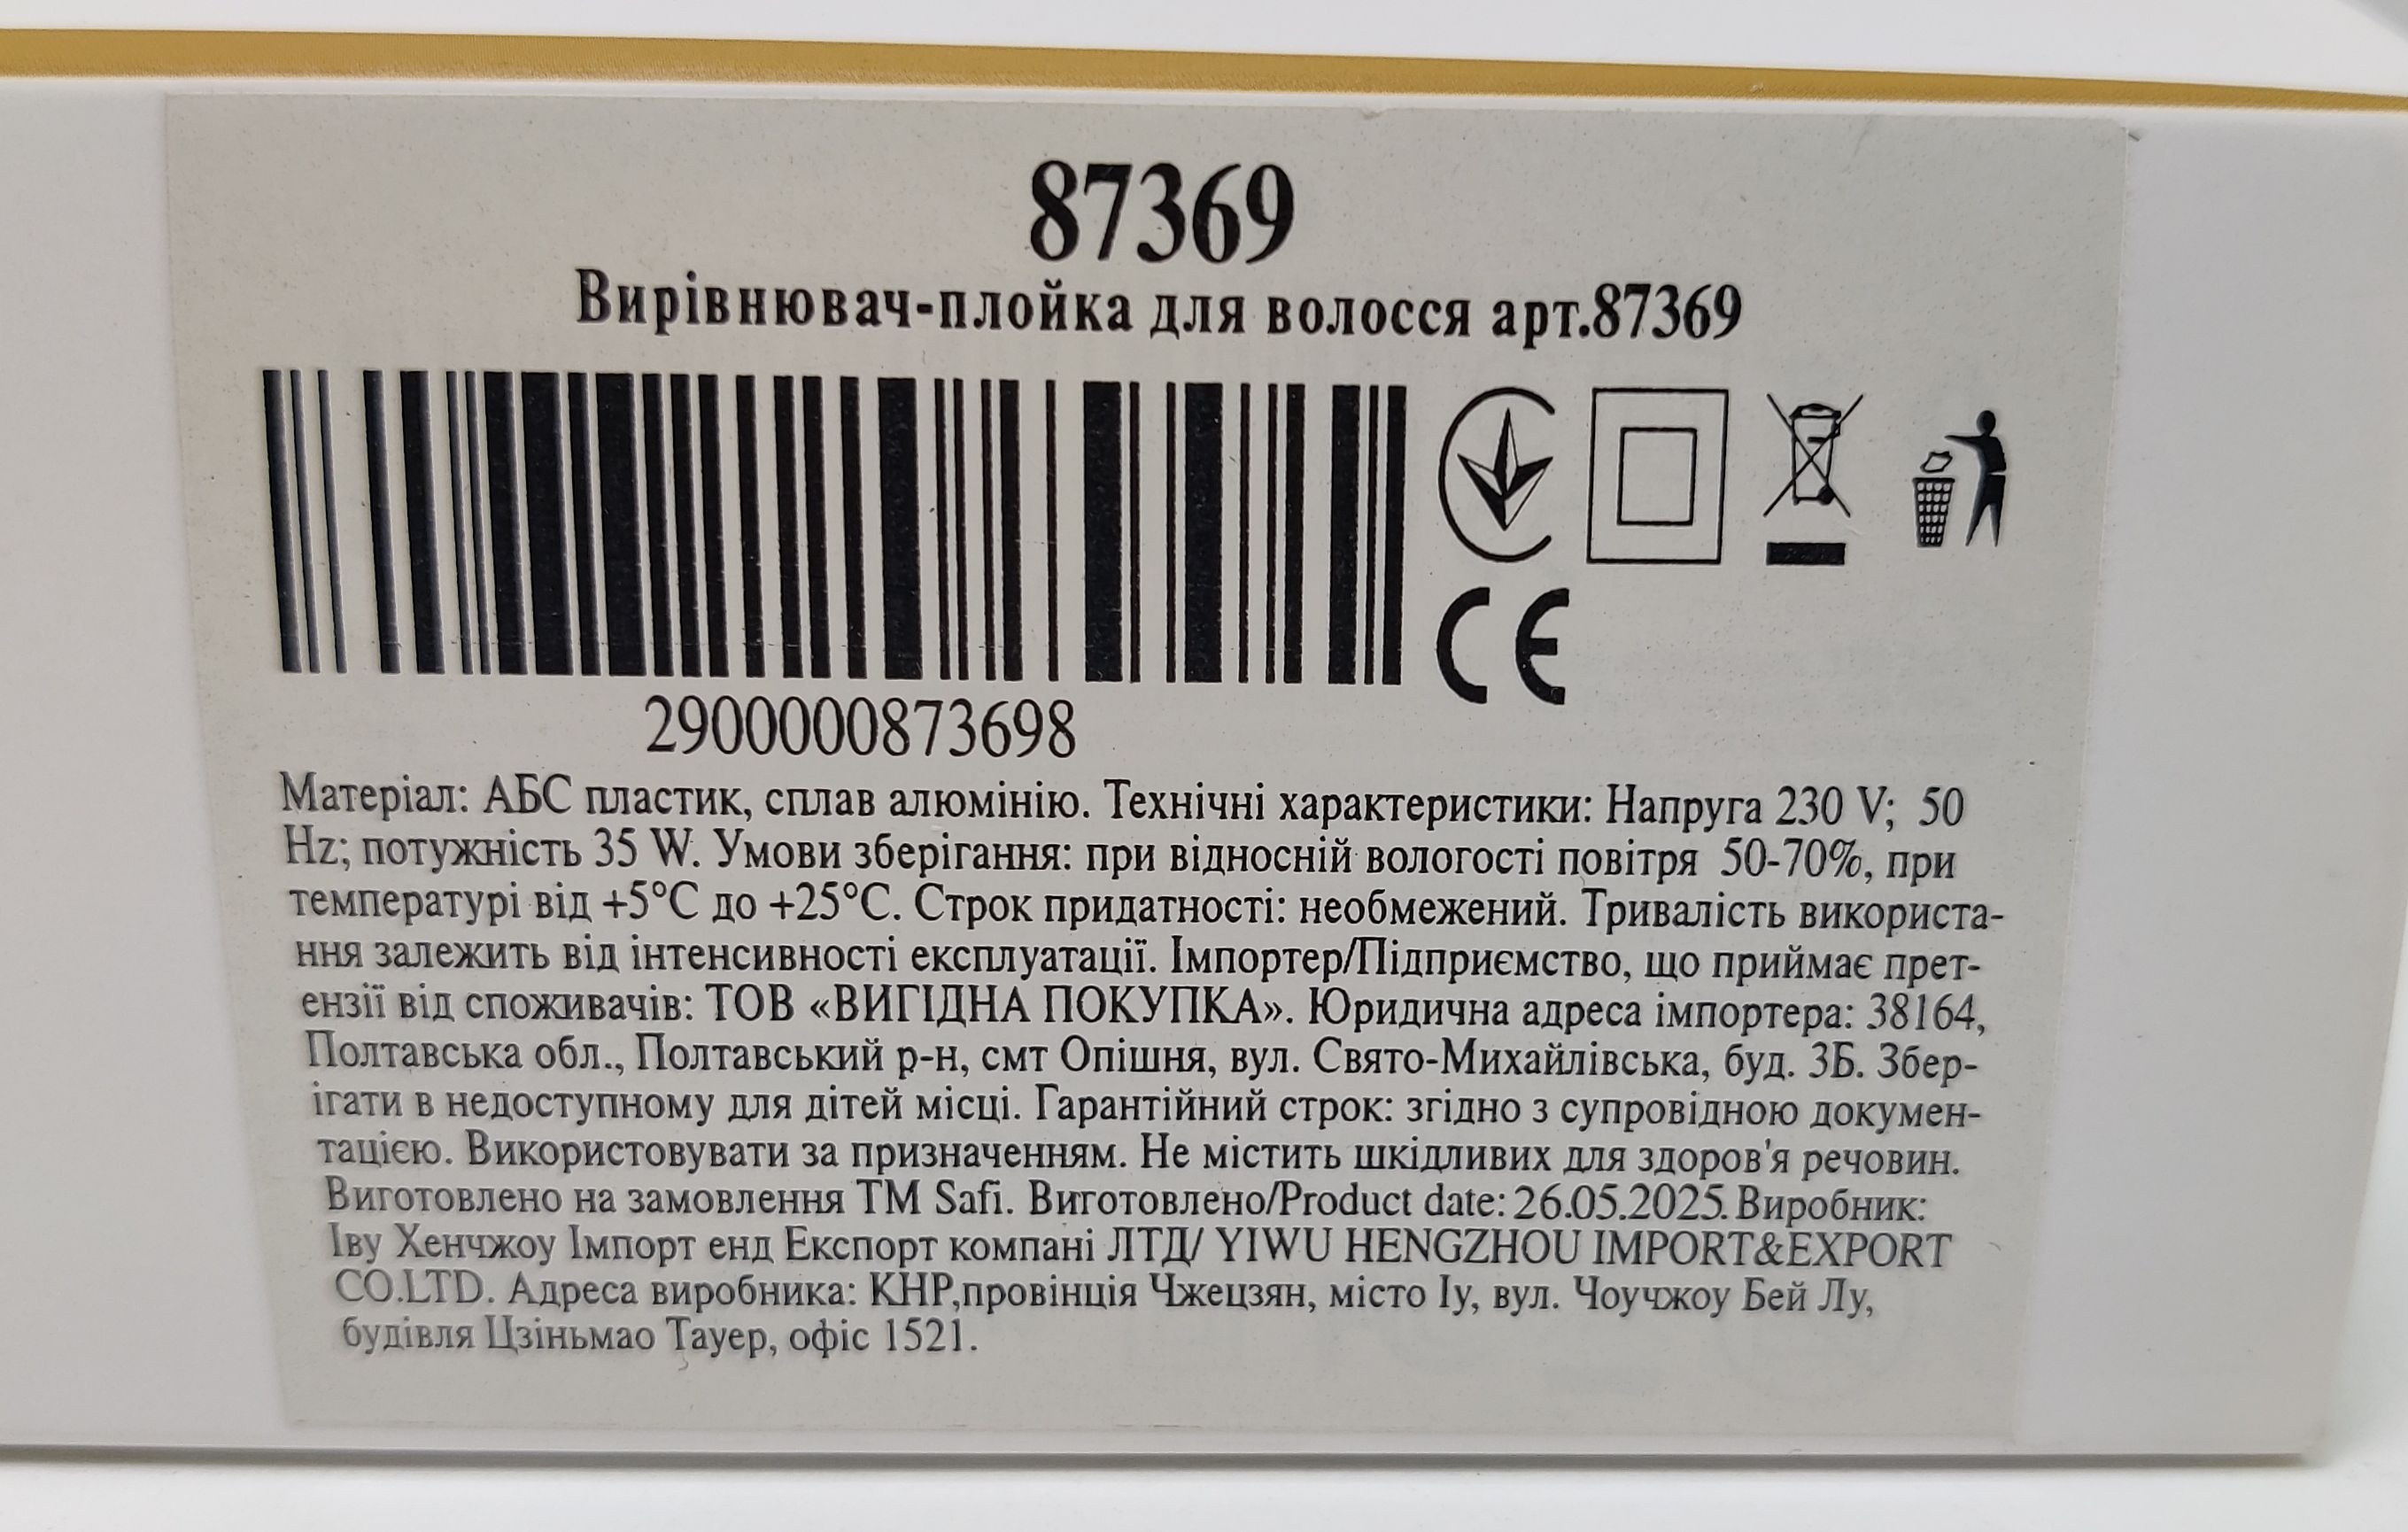 87369
Вирівнювач-плойка для волосся арт.87369
CE
2900000873698
Матеріал: АБС пластик, сплав алюмінію. Технічні характеристики: Напруга 230 V; 50
Hz; потужність 35 W. Умови зберігання: при відносній вологості повітря 50-70%, при
температурі від +5°C до +25°C. Строк придатності: необмежений. Тривалість використа-
ння залежить від інтенсивності експлуатації. Імпортер/Підприємство, що приймає прет-
ензії від споживачів: ТОВ «ВИГІДНА ПОКУПКА». Юридична адреса імпортера: 38164,
Полтавська обл., Полтавський р-н, смт Опішня, вул. Свято-Михайлівська, буд. 3Б. Збер-
ігати в недоступному для дітей місці. Гарантійний строк: згідно з супровідною докумен-
тацією. Використовувати за призначенням. Не містить шкідливих для здоров'я речовин.
Виготовлено на замовлення ТМ Safi. Виготовлено/Product date: 26.05.2025. Виробник:
Іву Хенчжоу Імпорт енд Експорт компані ЛТД/ YIWU HENGZHOU IMPORT&EXPORT
CO.LTD. Адреса виробника: КНР,провінція Чжецзян, місто Іу, вул. Чоучжоу Бей Лу,
будівля Цзіньмао Тауер, офіс 1521.